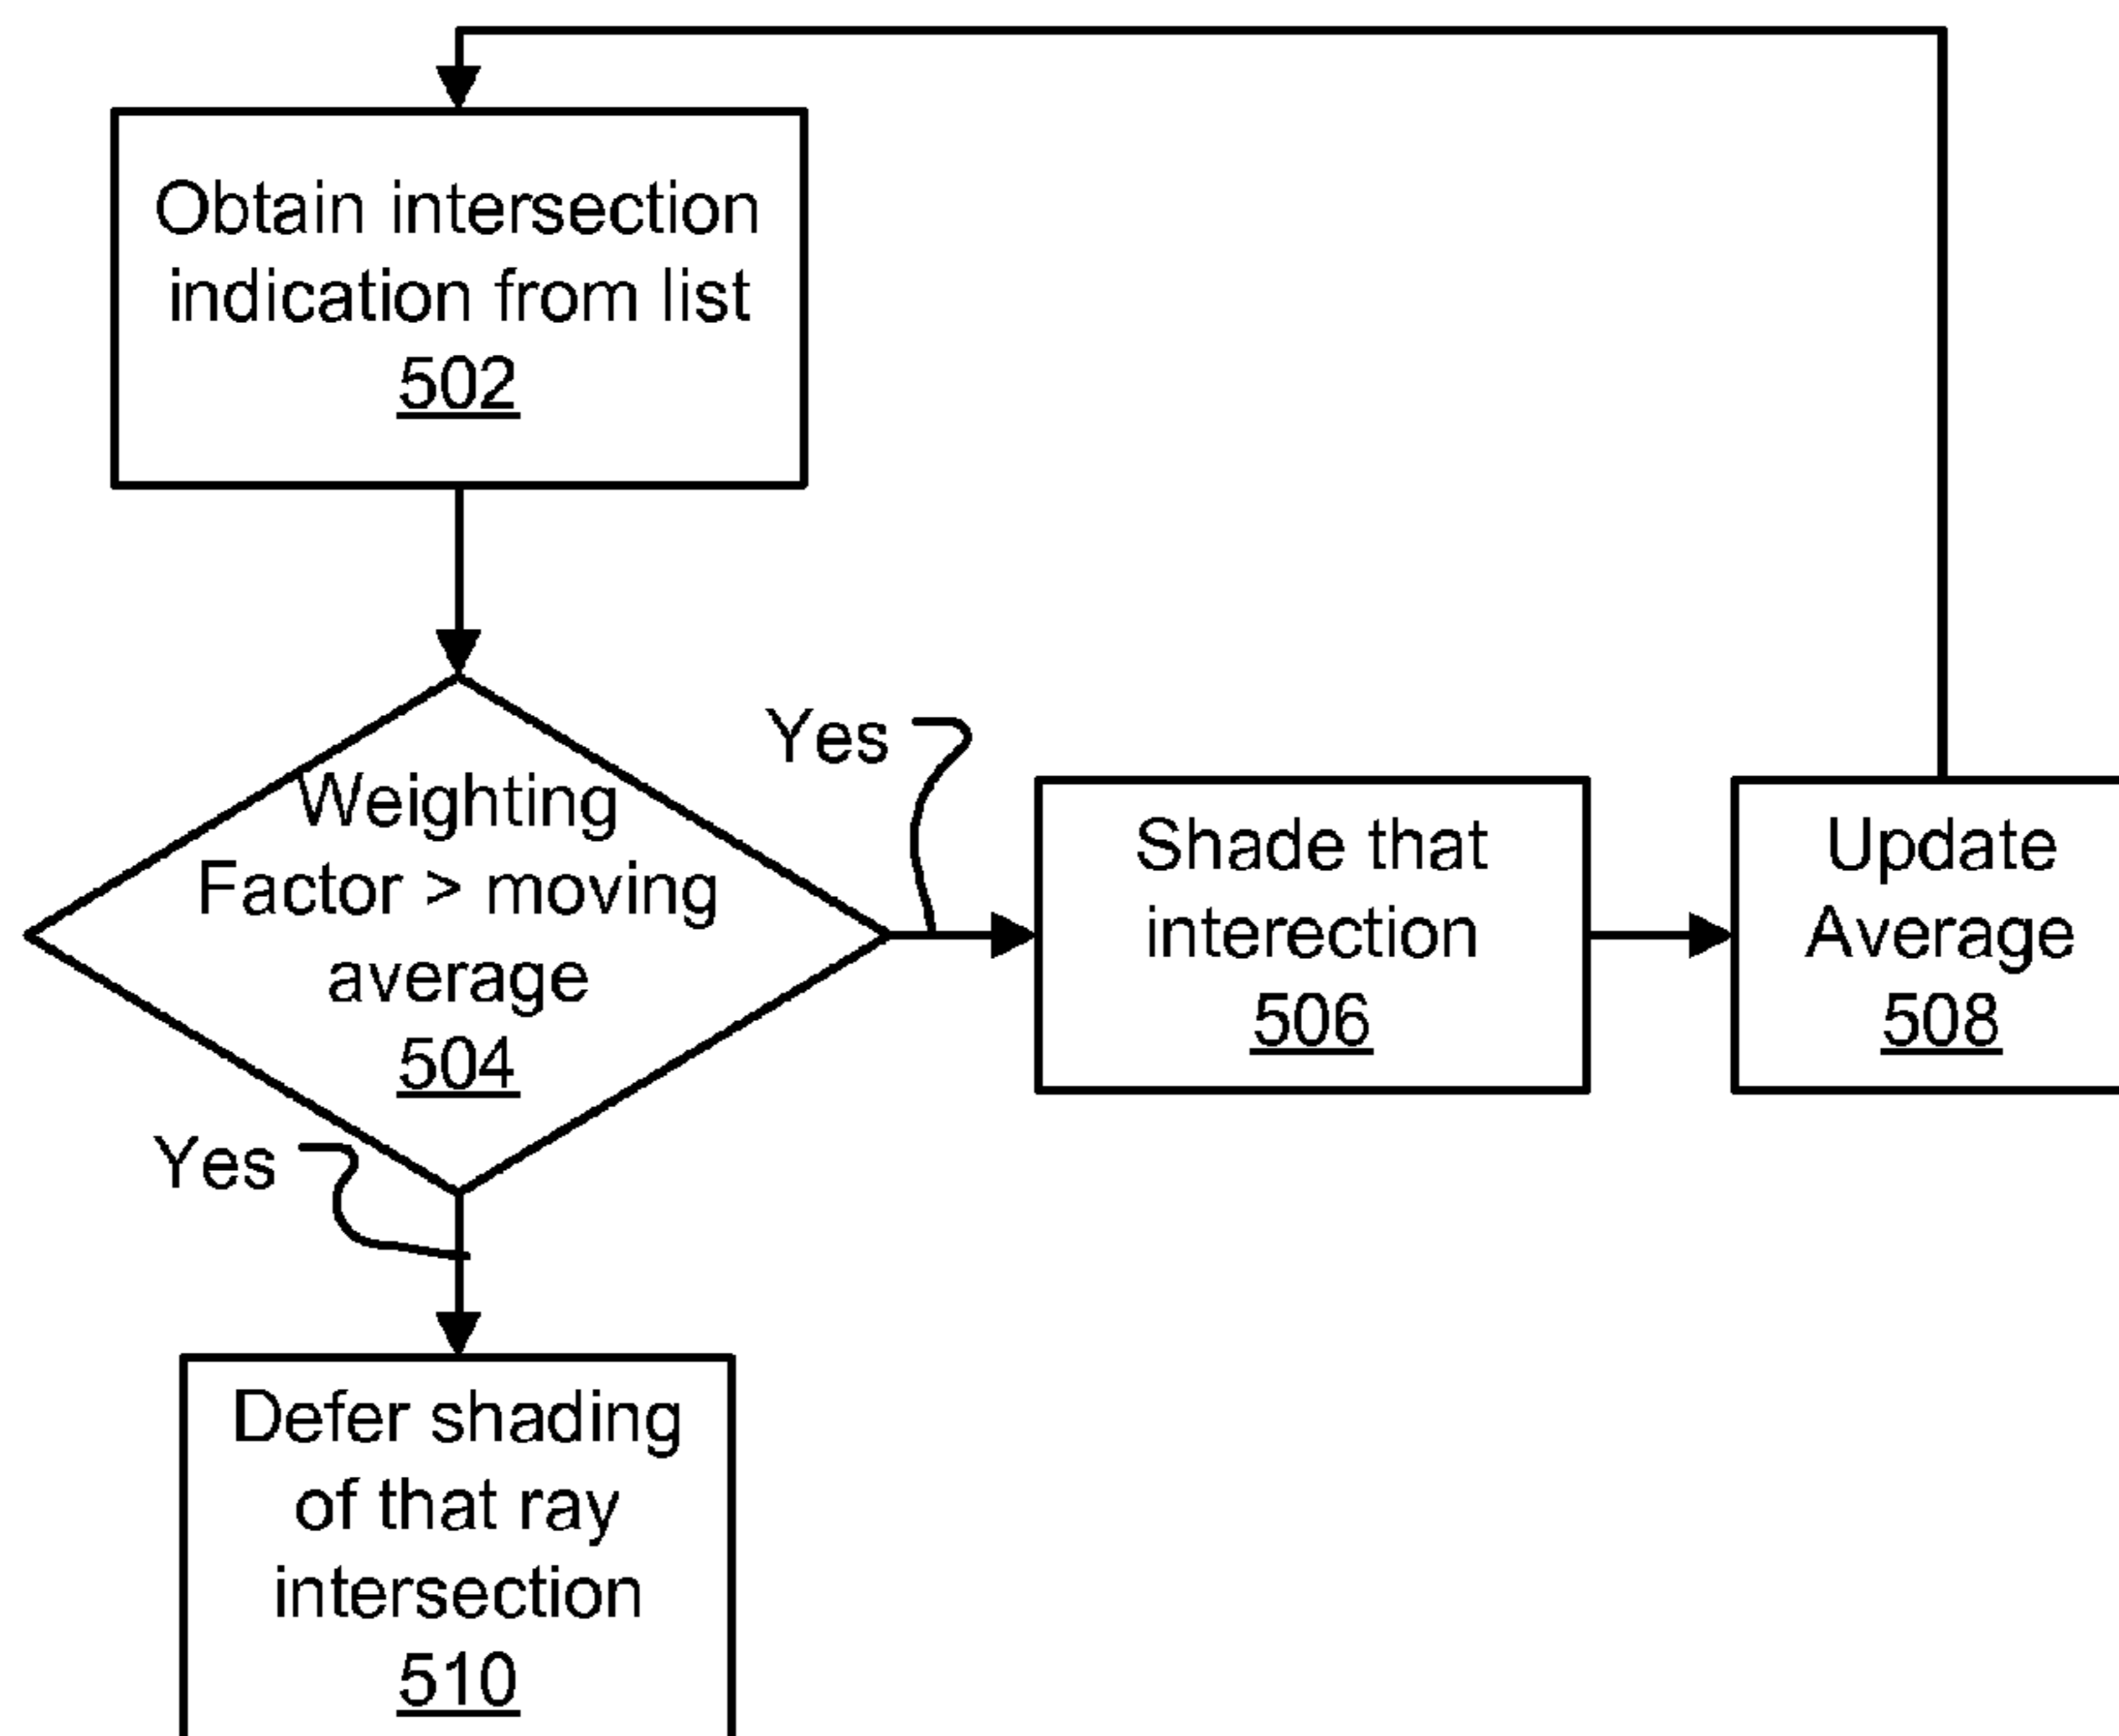 Obtain intersection
indication from list
502
Weighting
Factor > moving
average
504
Yes
Shade that
interection
506
Update
Average
508
Yes
Defer shading
of that ray
intersection
510